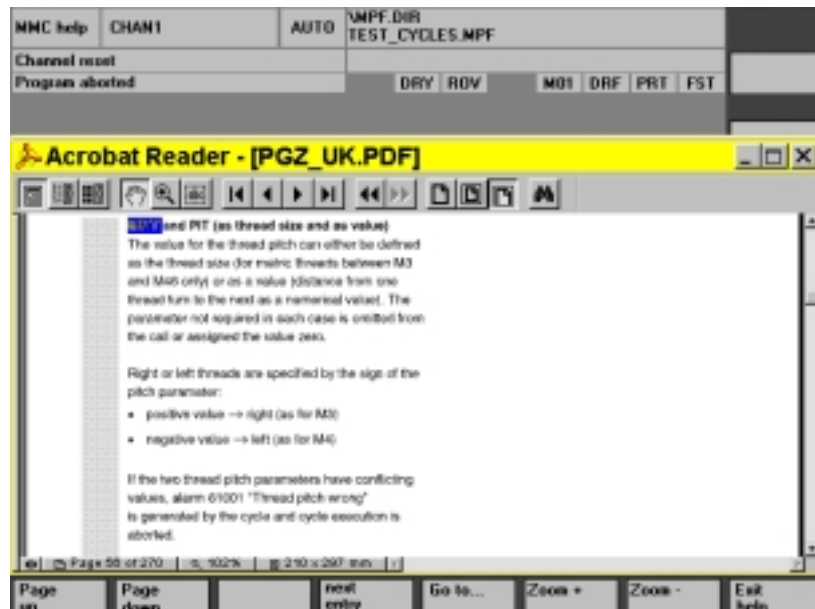 MMC help CHAN1 AUTO \MPF.DIR
TEST_CYCLES.MPF
Channel reset
Program aborted
DRY ROV M01 DRF PRT FST
Acrobat Reader - [PGZ_UK.PDF]
and PIT (as thread size and as value)
The value for the thread pitch can either be defined
as the thread size (for metric threads between M3
and M48 only) or as a value (distance from one
thread turn to the next as a numerical value). The
parameter not required in each case is omitted from
the call or assigned the value zero.
Right or left threads are specified by the sign of the
pitch parameter:
• positive value → right (as for M3)
• negative value → left (as for M4)
If the two thread pitch parameters have conflicting
values, alarm 61001 "Thread pitch wrong"
is generated by the cycle and cycle execution is
aborted.
Page 56 of 270 102% 210 x 297 mm
Page up Page down next entry Go to... Zoom + Zoom - Exit help